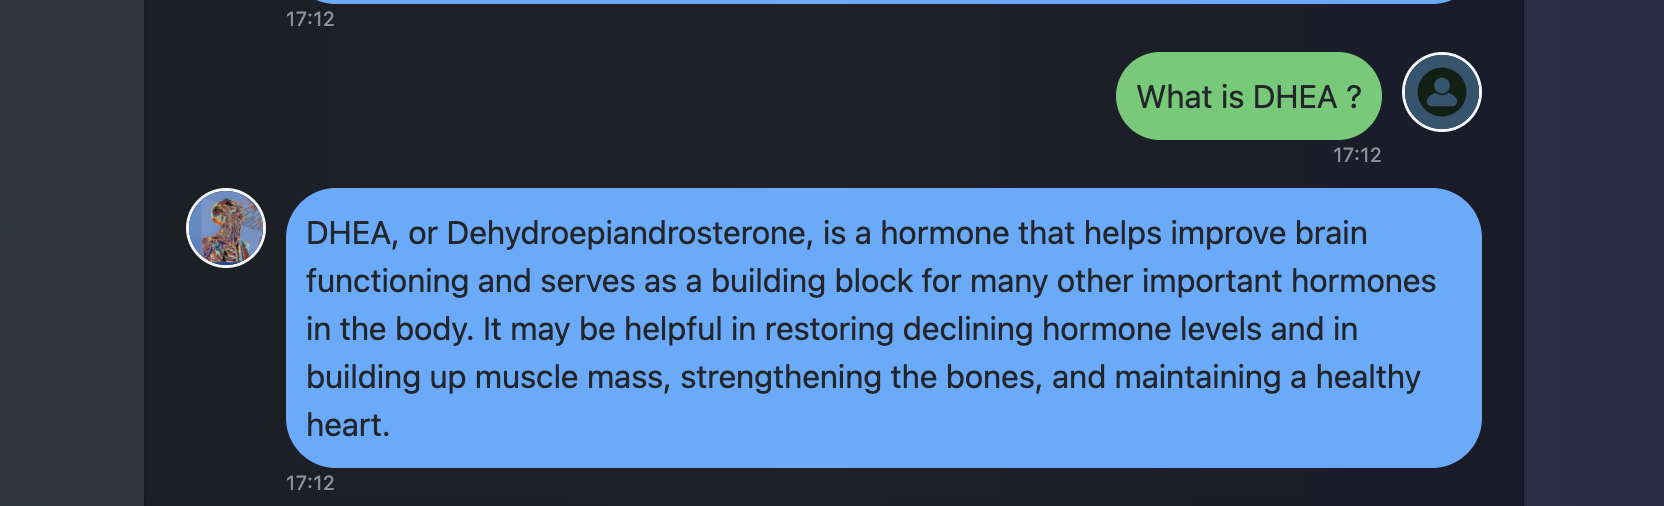 17:12
What is DHEA ?
17:12
DHEA, or Dehydroepiandrosterone, is a hormone that helps improve brain
functioning and serves as a building block for many other important hormones
in the body. It may be helpful in restoring declining hormone levels and in
building up muscle mass, strengthening the bones, and maintaining a healthy
heart.
17:12